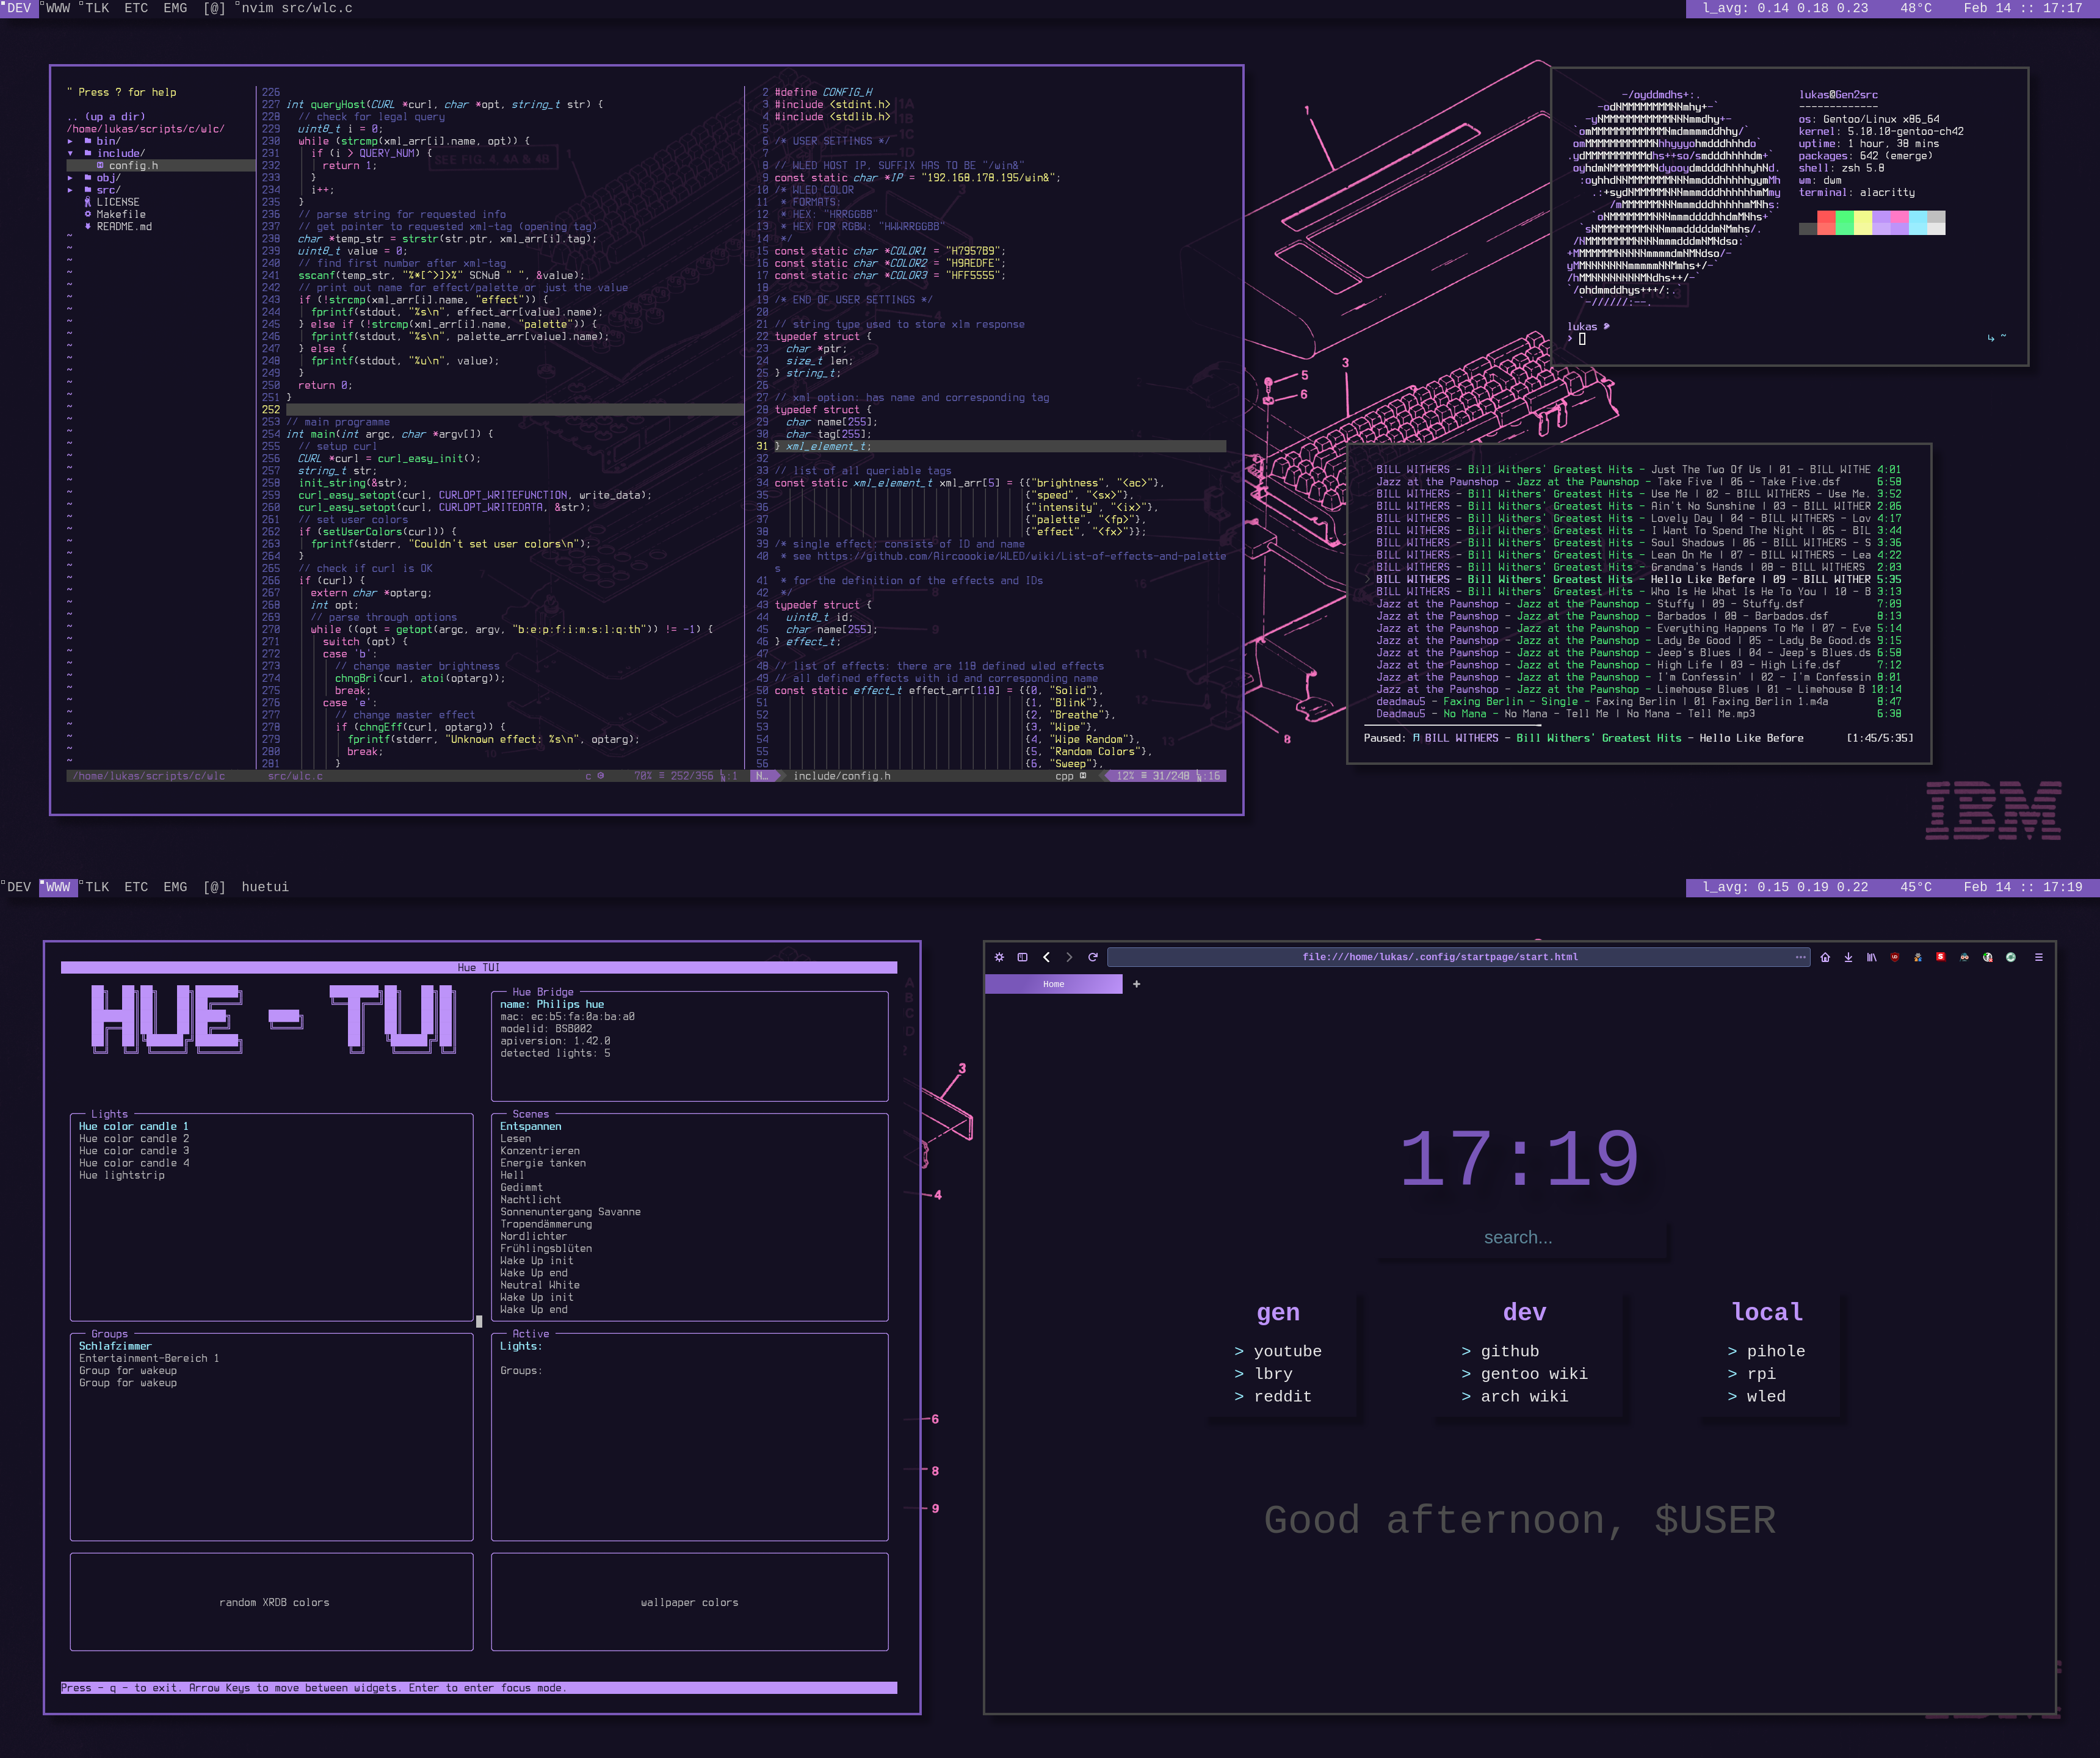 DEV WWW TLK ETC EMG [@] nvim src/wlc.c
l_avg: 0.14 0.18 0.23 48°C Feb 14 :: 17:17
" Press ? for help
.. (up a dir)
/home/lukas/scripts/c/wlc/
▸ bin/
▾ include/
config.h
▸ obj/
▸ src/
LICENSE
Makefile
README.md
/home/lukas/scripts/c/wlc
226
227 int queryHost(CURL *curl, char *opt, string_t str) {
228 // check for legal query
229 uint8_t i = 0;
230 while (strcmp(xml_arr[i].name, opt)) {
231 if (i > QUERY_NUM) {
232 return 1;
233 }
234 i++;
235 }
236 // parse string for requested info
237 // get pointer to requested xml-tag (opening tag)
238 char *temp_str = strstr(str.ptr, xml_arr[i].tag);
239 uint8_t value = 0;
240 // find first number after xml-tag
241 sscanf(temp_str, "%*[^>]>%" SCNu8 " ", &value);
242 // print out name for effect/palette or just the value
243 if (!strcmp(xml_arr[i].name, "effect")) {
244 fprintf(stdout, "%s\n", effect_arr[value].name);
245 } else if (!strcmp(xml_arr[i].name, "palette")) {
246 fprintf(stdout, "%s\n", palette_arr[value].name);
247 } else {
248 fprintf(stdout, "%u\n", value);
249 }
250 return 0;
251 }
252
253 // main programme
254 int main(int argc, char *argv[]) {
255 // setup curl
256 CURL *curl = curl_easy_init();
257 string_t str;
258 init_string(&str);
259 curl_easy_setopt(curl, CURLOPT_WRITEFUNCTION, write_data);
260 curl_easy_setopt(curl, CURLOPT_WRITEDATA, &str);
261 // set user colors
262 if (setUserColors(curl)) {
263 fprintf(stderr, "Couldn't set user colors\n");
264 }
265 // check if curl is OK
266 if (curl) {
267 extern char *optarg;
268 int opt;
269 // parse through options
270 while ((opt = getopt(argc, argv, "b:e:p:f:i:m:s:l:q:th")) != -1) {
271 switch (opt) {
272 case 'b':
273 // change master brightness
274 chngBri(curl, atoi(optarg));
275 break;
276 case 'e':
277 // change master effect
278 if (chngEff(curl, optarg)) {
279 fprintf(stderr, "Unknown effect: %s\n", optarg);
280 break;
281 }
src/wlc.c c 70% ≡ 252/356 :1
2 #define CONFIG_H
3 #include <stdint.h>
4 #include <stdlib.h>
5
6 /* USER SETTINGS */
7
8 // WLED HOST IP, SUFFIX HAS TO BE "/win&"
9 const static char *IP = "192.168.178.195/win&";
10 /* WLED COLOR
11 * FORMATS:
12 * HEX: "HRRGGBB"
13 * HEX FOR RGBW: "HWWRRGGBB"
14 */
15 const static char *COLOR1 = "H7957B9";
16 const static char *COLOR2 = "H9AEDFE";
17 const static char *COLOR3 = "HFF5555";
18
19 /* END OF USER SETTINGS */
20
21 // string type used to store xlm response
22 typedef struct {
23 char *ptr;
24 size_t len;
25 } string_t;
26
27 // xml option: has name and corresponding tag
28 typedef struct {
29 char name[255];
30 char tag[255];
31 } xml_element_t;
32
33 // list of all queriable tags
34 const static xml_element_t xml_arr[5] = {{"brightness", "<ac>"},
35 {"speed", "<sx>"},
36 {"intensity", "<ix>"},
37 {"palette", "<fp>"},
38 {"effect", "<fx>"}};
39 /* single effect: consists of ID and name
40 * see https://github.com/Aircoookie/WLED/wiki/List-of-effects-and-palette
s
41 * for the definition of the effects and IDs
42 */
43 typedef struct {
44 uint8_t id;
45 char name[255];
46 } effect_t;
47
48 // list of effects: there are 118 defined wled effects
49 // all defined effects with id and corresponding name
50 const static effect_t effect_arr[118] = {{0, "Solid"},
51 {1, "Blink"},
52 {2, "Breathe"},
53 {3, "Wipe"},
54 {4, "Wipe Random"},
55 {5, "Random Colors"},
56 {6, "Sweep"},
N… include/config.h cpp 12% ≡ 31/248 :16
lukas@Gen2src
-------------
os: Gentoo/Linux x86_64
kernel: 5.10.10-gentoo-ch42
uptime: 1 hour, 38 mins
packages: 642 (emerge)
shell: zsh 5.8
wm: dwm
terminal: alacritty
lukas
>
~
1
5
6
3
8
BILL WITHERS - Bill Withers' Greatest Hits - Just The Two Of Us | 01 - BILL WITHE 4:01
Jazz at the Pawnshop - Jazz at the Pawnshop - Take Five | 06 - Take Five.dsf 6:58
BILL WITHERS - Bill Withers' Greatest Hits - Use Me | 02 - BILL WITHERS - Use Me. 3:52
BILL WITHERS - Bill Withers' Greatest Hits - Ain't No Sunshine | 03 - BILL WITHER 2:06
BILL WITHERS - Bill Withers' Greatest Hits - Lovely Day | 04 - BILL WITHERS - Lov 4:17
BILL WITHERS - Bill Withers' Greatest Hits - I Want To Spend The Night | 05 - BIL 3:44
BILL WITHERS - Bill Withers' Greatest Hits - Soul Shadows | 06 - BILL WITHERS - S 3:36
BILL WITHERS - Bill Withers' Greatest Hits - Lean On Me | 07 - BILL WITHERS - Lea 4:22
BILL WITHERS - Bill Withers' Greatest Hits - Grandma's Hands | 08 - BILL WITHERS 2:03
BILL WITHERS - Bill Withers' Greatest Hits - Hello Like Before | 09 - BILL WITHER 5:35
BILL WITHERS - Bill Withers' Greatest Hits - Who Is He What Is He To You | 10 - B 3:13
Jazz at the Pawnshop - Jazz at the Pawnshop - Stuffy | 09 - Stuffy.dsf 7:09
Jazz at the Pawnshop - Jazz at the Pawnshop - Barbados | 08 - Barbados.dsf 8:13
Jazz at the Pawnshop - Jazz at the Pawnshop - Everything Happens To Me | 07 - Eve 5:14
Jazz at the Pawnshop - Jazz at the Pawnshop - Lady Be Good | 05 - Lady Be Good.ds 9:15
Jazz at the Pawnshop - Jazz at the Pawnshop - Jeep's Blues | 04 - Jeep's Blues.ds 6:58
Jazz at the Pawnshop - Jazz at the Pawnshop - High Life | 03 - High Life.dsf 7:12
Jazz at the Pawnshop - Jazz at the Pawnshop - I'm Confessin' | 02 - I'm Confessin 8:01
Jazz at the Pawnshop - Jazz at the Pawnshop - Limehouse Blues | 01 - Limehouse B 10:14
deadmau5 - Faxing Berlin - Single - Faxing Berlin | 01 Faxing Berlin 1.m4a 8:47
Deadmau5 - No Mana - No Mana - Tell Me | No Mana - Tell Me.mp3 6:38
Paused: BILL WITHERS - Bill Withers' Greatest Hits - Hello Like Before [1:45/5:35]
IBM
DEV WWW TLK ETC EMG [@] huetui
l_avg: 0.15 0.19 0.22 45°C Feb 14 :: 17:19
Hue TUI
HUE - TUI
Hue Bridge
name: Philips hue
mac: ec:b5:fa:0a:ba:a0
modelid: BSB002
apiversion: 1.42.0
detected lights: 5
Lights
Hue color candle 1
Hue color candle 2
Hue color candle 3
Hue color candle 4
Hue lightstrip
Scenes
Entspannen
Lesen
Konzentrieren
Energie tanken
Hell
Gedimmt
Nachtlicht
Sonnenuntergang Savanne
Tropendämmerung
Nordlichter
Frühlingsblüten
Wake Up init
Wake Up end
Neutral White
Wake Up init
Wake Up end
Groups
Schlafzimmer
Entertainment-Bereich 1
Group for wakeup
Group for wakeup
Active
Lights:
Groups:
random XRDB colors
wallpaper colors
Press - q - to exit. Arrow Keys to move between widgets. Enter to enter focus mode.
3
4
6
8
9
file:///home/lukas/.config/startpage/start.html
Home
17:19
search...
gen
> youtube
> lbry
> reddit
dev
> github
> gentoo wiki
> arch wiki
local
> pihole
> rpi
> wled
Good afternoon, $USER